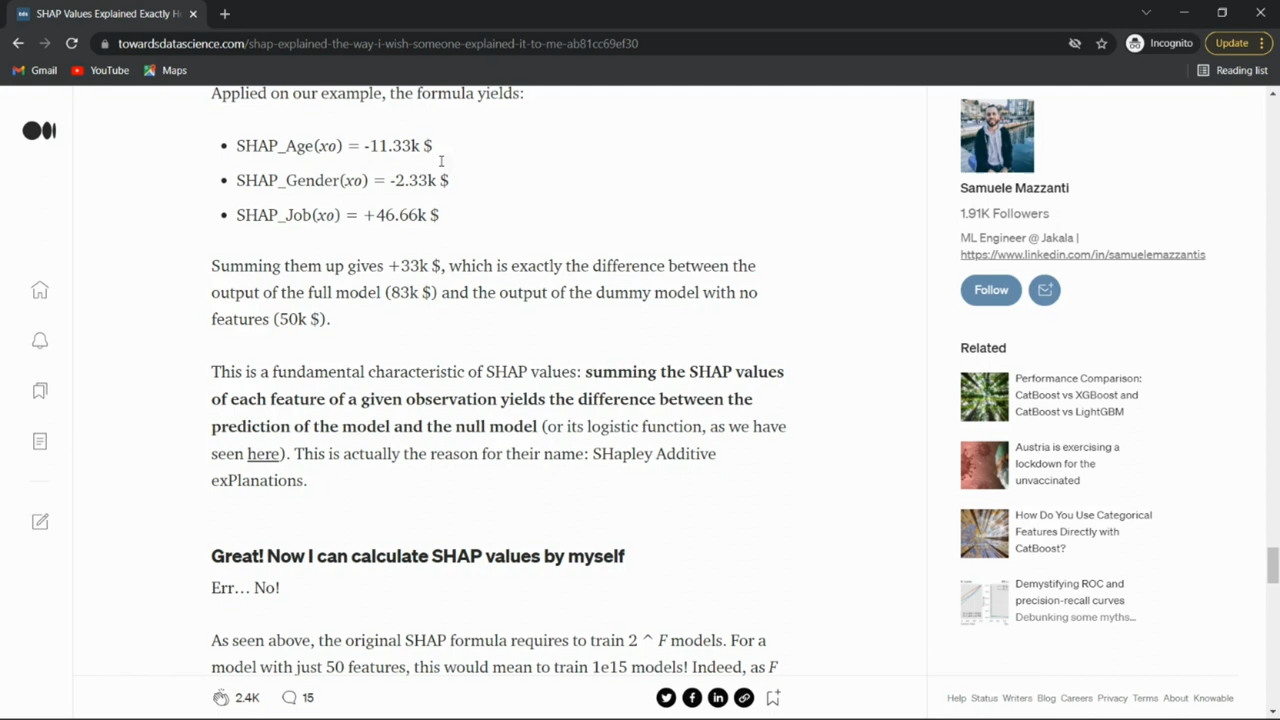 SHAP Values Explained Exactly H
towardsdatascience.com/shap-explained-the-way-i-wish-someone-explained-it-to-me-ab81cc69ef30
Incognito
Update
Gmail
YouTube
Maps
Reading list
Applied on our example, the formula yields:
• SHAP_Age(xo) = -11.33k $
• SHAP_Gender(xo) = -2.33k $
• SHAP_Job(xo) = +46.66k $
Summing them up gives +33k $, which is exactly the difference between the
output of the full model (83k $) and the output of the dummy model with no
features (50k $).
This is a fundamental characteristic of SHAP values: summing the SHAP values
of each feature of a given observation yields the difference between the
prediction of the model and the null model (or its logistic function, as we have
seen here). This is actually the reason for their name: SHapley Additive
exPlanations.
Great! Now I can calculate SHAP values by myself
Err… No!
As seen above, the original SHAP formula requires to train 2 ^ F models. For a
model with just 50 features, this would mean to train 1e15 models! Indeed, as F
2.4K
15
Samuele Mazzanti
1.91K Followers
ML Engineer @ Jakala |
https://www.linkedin.com/in/samuelemazzantis
Follow
Related
Performance Comparison:
CatBoost vs XGBoost and
CatBoost vs LightGBM
Austria is exercising a
lockdown for the
unvaccinated
How Do You Use Categorical
Features Directly with
CatBoost?
Demystifying ROC and
precision-recall curves
Debunking some myths...
Help Status Writers Blog Careers Privacy Terms About Knowable